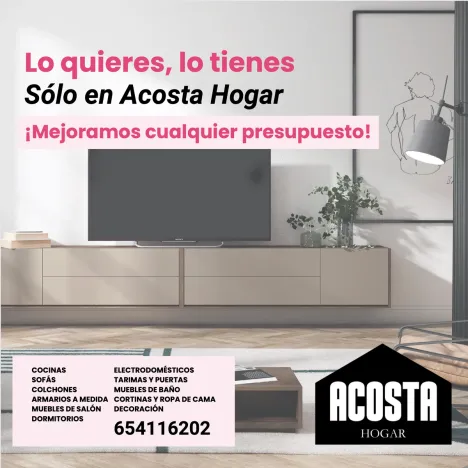 Lo quieres, lo tienes
Sólo en Acosta Hogar
¡Mejoramos cualquier presupuesto!
COCINAS
SOFÁS
COLCHONES
ARMARIOS A MEDIDA
MUEBLES DE SALÓN
DORMITORIOS
ELECTRODOMÉSTICOS
TARIMAS Y PUERTAS
MUEBLES DE BAÑO
CORTINAS Y ROPA DE CAMA
DECORACIÓN
654116202
ACOSTA
HOGAR